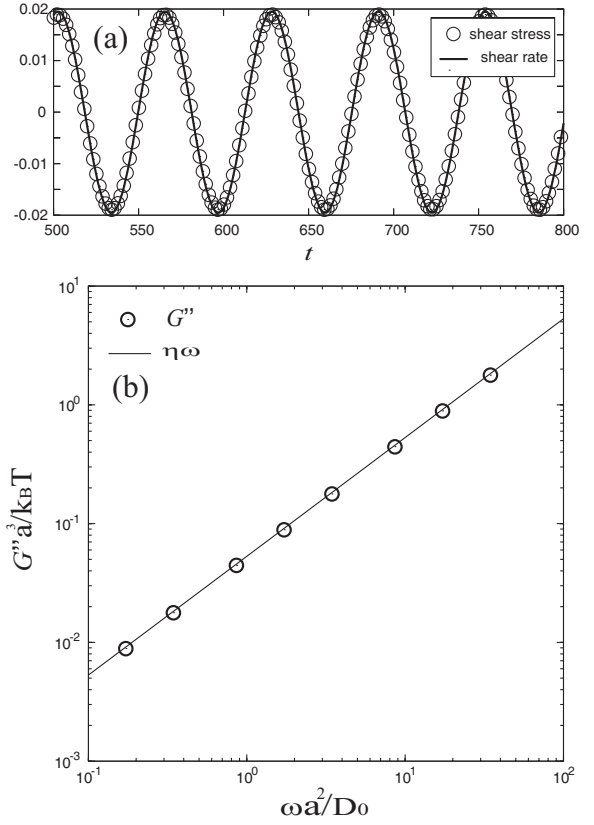 0.02
0.01
0
-0.01
-0.02
(a)
shear stress
shear rate
500 550 600 650 700 750 800
t
10^1
10^0
10^-1
10^-2
10^-3
G''
ηω
(b)
G''a^3/kBT
10^-1 10^0 10^1 10^2
ωa^2/D0